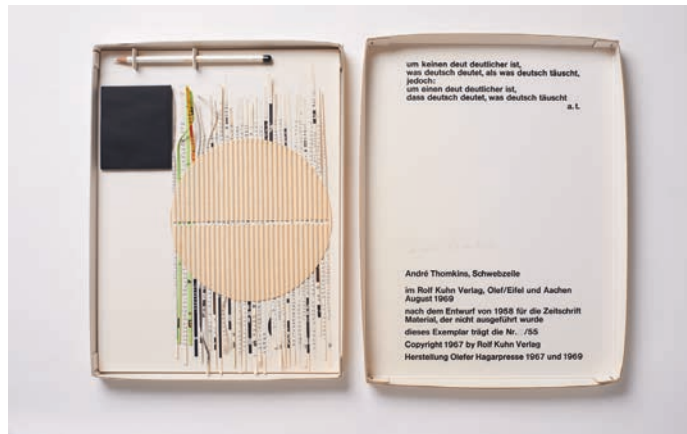 um keinen deut deutlicher ist,
was deutsch deutet, als was deutsch täuscht,
jedoch:
um einen deut deutlicher ist,
dass deutsch deutet, was deutsch täuscht
a. t.
André Thomkins, Schwebzelle
im Rolf Kuhn Verlag, Olef/Eifel und Aachen
August 1969
nach dem Entwurf von 1958 für die Zeitschrift
Material, der nicht ausgeführt wurde
dieses Exemplar trägt die Nr. /55
Copyright 1967 by Rolf Kuhn Verlag
Herstellung Olefer Hagarpresse 1967 und 1969